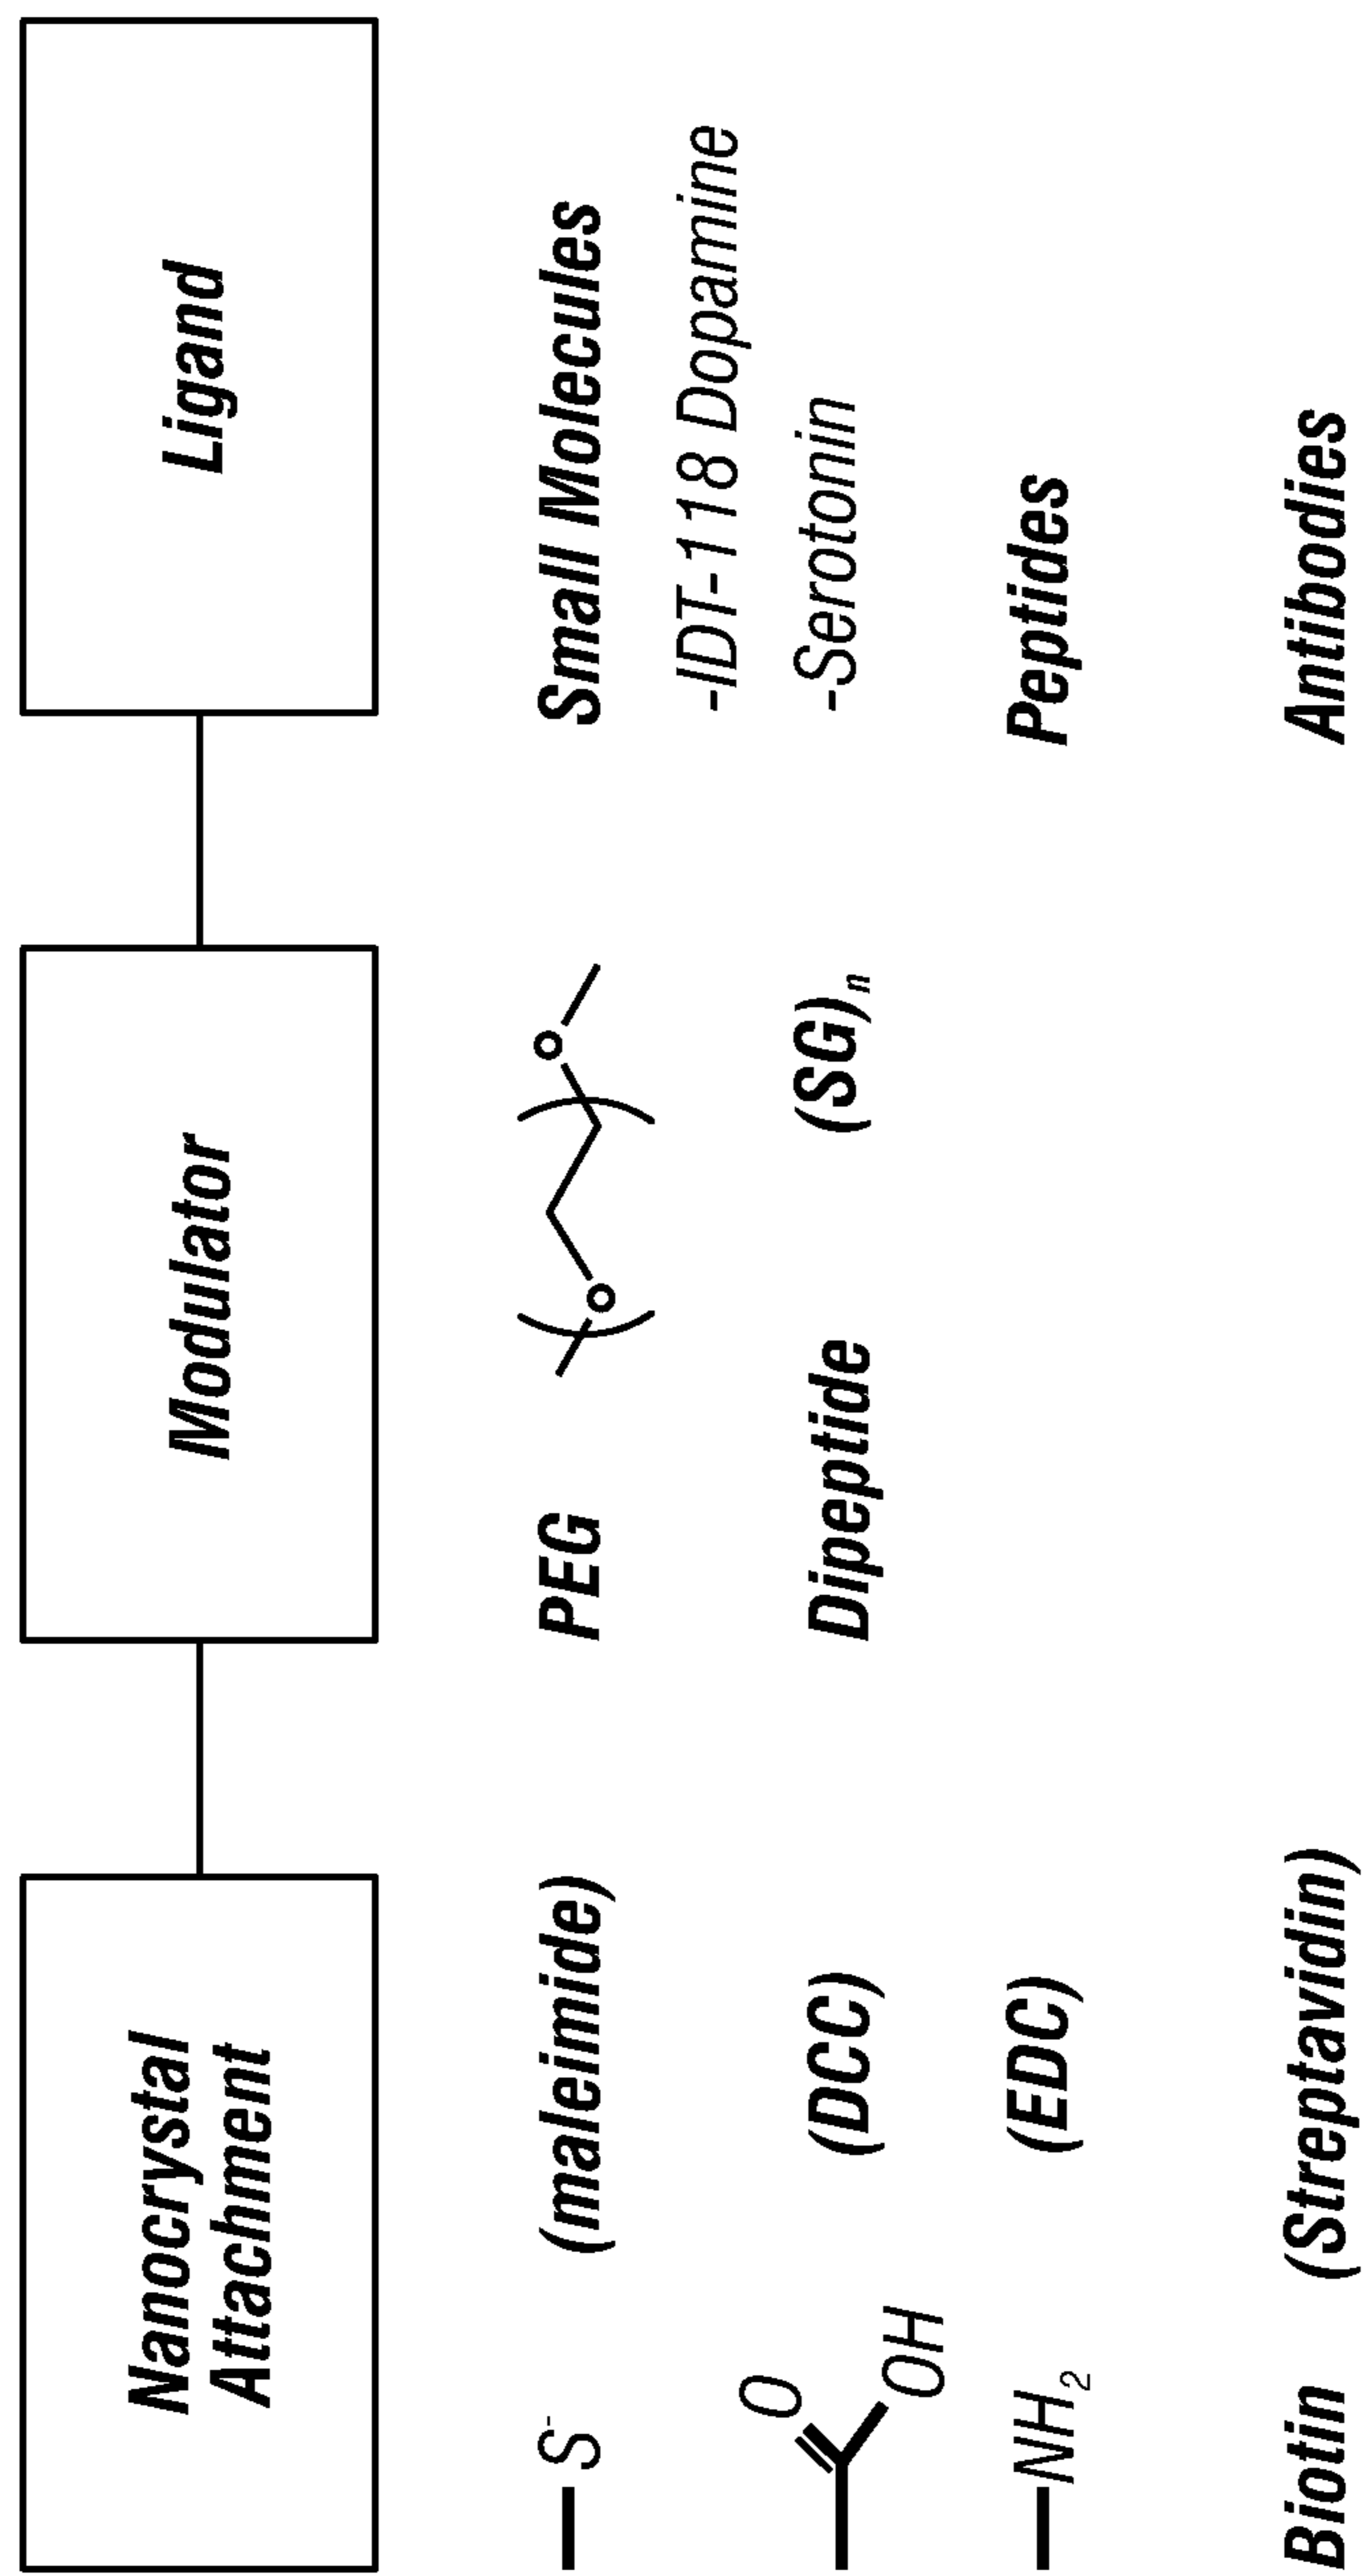 Nanocrystal
Attachment
Modulator
Ligand
S-
(maleimide)
PEG
O
O
Small Molecules
-IDT-118 Dopamine
O
OH
(DCC)
Dipeptide
(SG)n
-Serotonin
NH2
(EDC)
Peptides
Biotin
(Streptavidin)
Antibodies